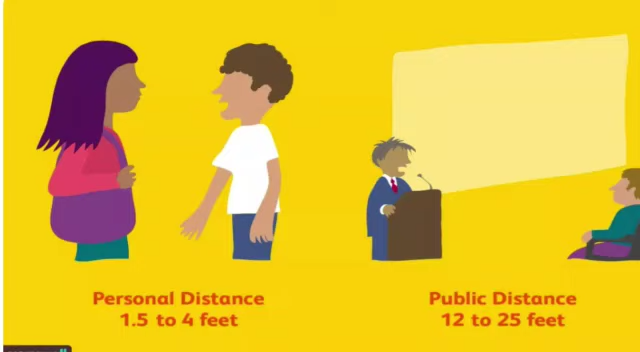 Personal Distance
1.5 to 4 feet
Public Distance
12 to 25 feet